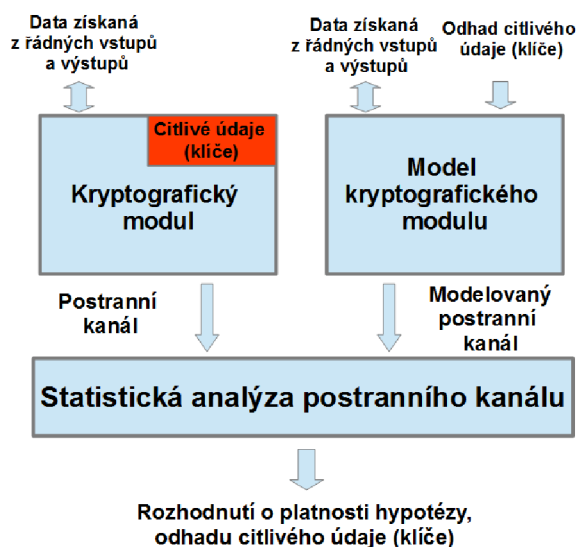 Data získaná
z řádných vstupů
a výstupů
Data získaná
z řádných vstupů
a výstupů
Odhad citlivého
údaje (klíče)
Citlivé údaje
(klíče)
Kryptografický
modul
Model
kryptografického
modulu
Postranní
kanál
Modelovaný
postranní
kanál
Statistická analýza postranního kanálu
Rozhodnutí o platnosti hypotézy,
odhadu citlivého údaje (klíče)